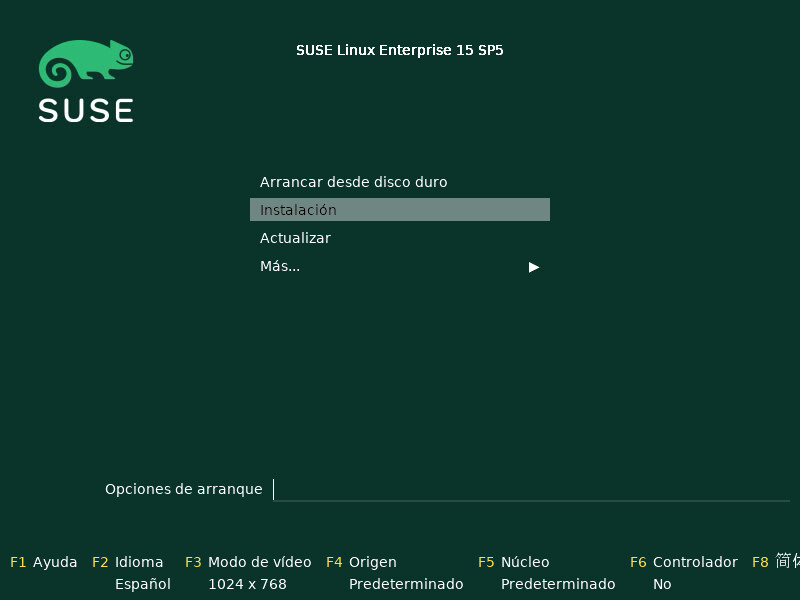 SUSE
SUSE Linux Enterprise 15 SP5
Arrancar desde disco duro
Instalación
Actualizar
Más...
Opciones de arranque
F1 Ayuda F2 Idioma F3 Modo de vídeo F4 Origen F5 Núcleo F6 Controlador F8 简
Español 1024 x 768 Predeterminado Predeterminado No